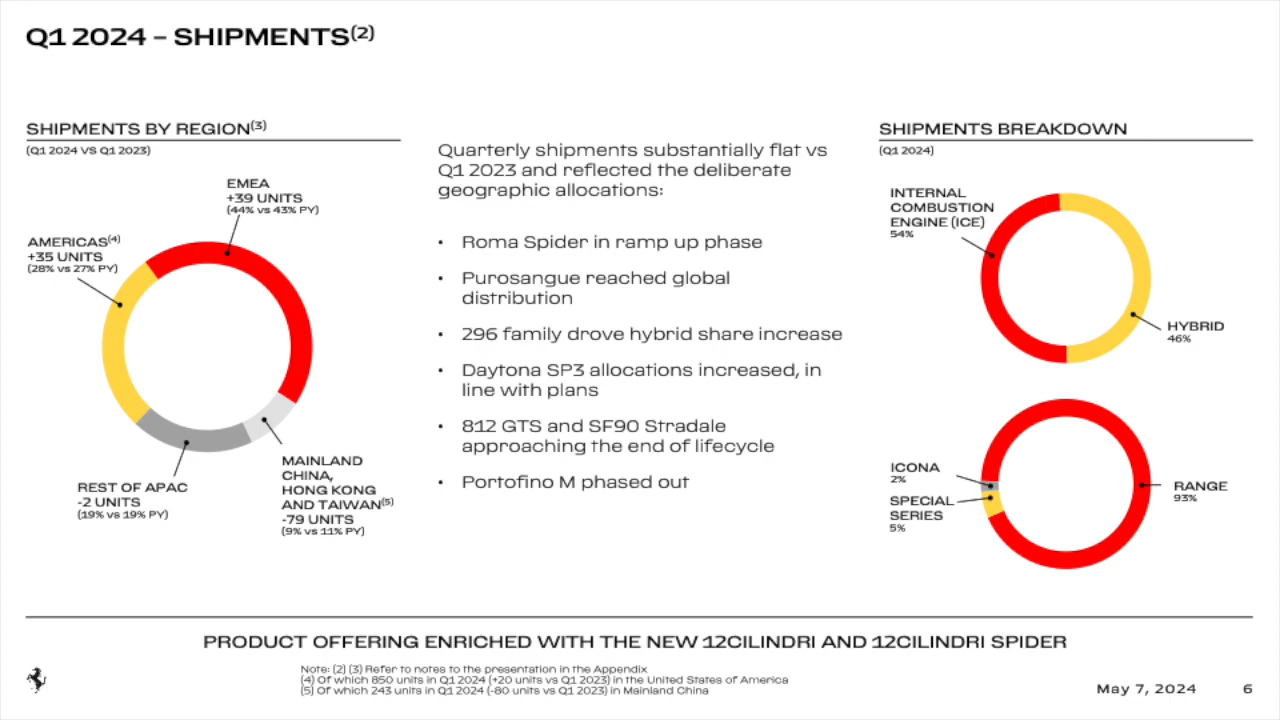 Q1 2024 – SHIPMENTS(2)
SHIPMENTS BY REGION(3)
(Q1 2024 VS Q1 2023)
EMEA
+39 UNITS
(44% vs 43% PY)
AMERICAS(4)
+35 UNITS
(28% vs 27% PY)
REST OF APAC
-2 UNITS
(19% vs 19% PY)
MAINLAND
CHINA,
HONG KONG
AND TAIWAN(5)
-79 UNITS
(9% vs 11% PY)
Quarterly shipments substantially flat vs
Q1 2023 and reflected the deliberate
geographic allocations:
• Roma Spider in ramp up phase
• Purosangue reached global
distribution
• 296 family drove hybrid share increase
• Daytona SP3 allocations increased, in
line with plans
• 812 GTS and SF90 Stradale
approaching the end of lifecycle
• Portofino M phased out
SHIPMENTS BREAKDOWN
(Q1 2024)
INTERNAL
COMBUSTION
ENGINE (ICE)
54%
HYBRID
46%
ICONA
2%
SPECIAL
SERIES
5%
RANGE
93%
PRODUCT OFFERING ENRICHED WITH THE NEW 12CILINDRI AND 12CILINDRI SPIDER
Note: (2) (3) Refer to notes to the presentation in the Appendix
(4) Of which 850 units in Q1 2024 (+20 units vs Q1 2023) in the United States of America
(5) Of which 243 units in Q1 2024 (-80 units vs Q1 2023) in Mainland China
May 7, 2024 6